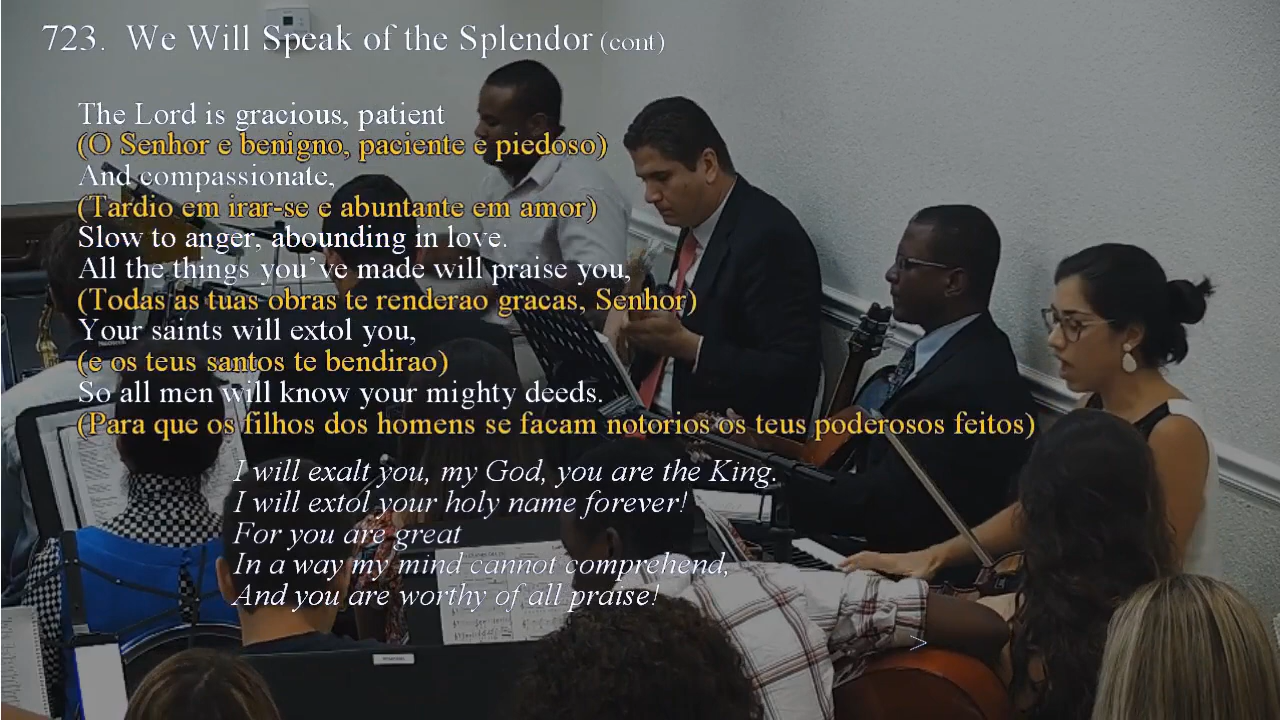 723. We Will Speak of the Splendor (cont)
The Lord is gracious, patient
(O Senhor e benigno, paciente e piedoso)
And compassionate,
(Tardio em irar-se e abuntante em amor)
Slow to anger, abounding in love.
All the things you've made will praise you,
(Todas as tuas obras te renderao gracas, Senhor)
Your saints will extol you,
(e os teus santos te bendirao)
So all men will know your mighty deeds.
(Para que os filhos dos homens se facam notorios os teus poderosos feitos)
I will exalt you, my God, you are the King.
I will extol your holy name forever!
For you are great
In a way my mind cannot comprehend,
And you are worthy of all praise!
>